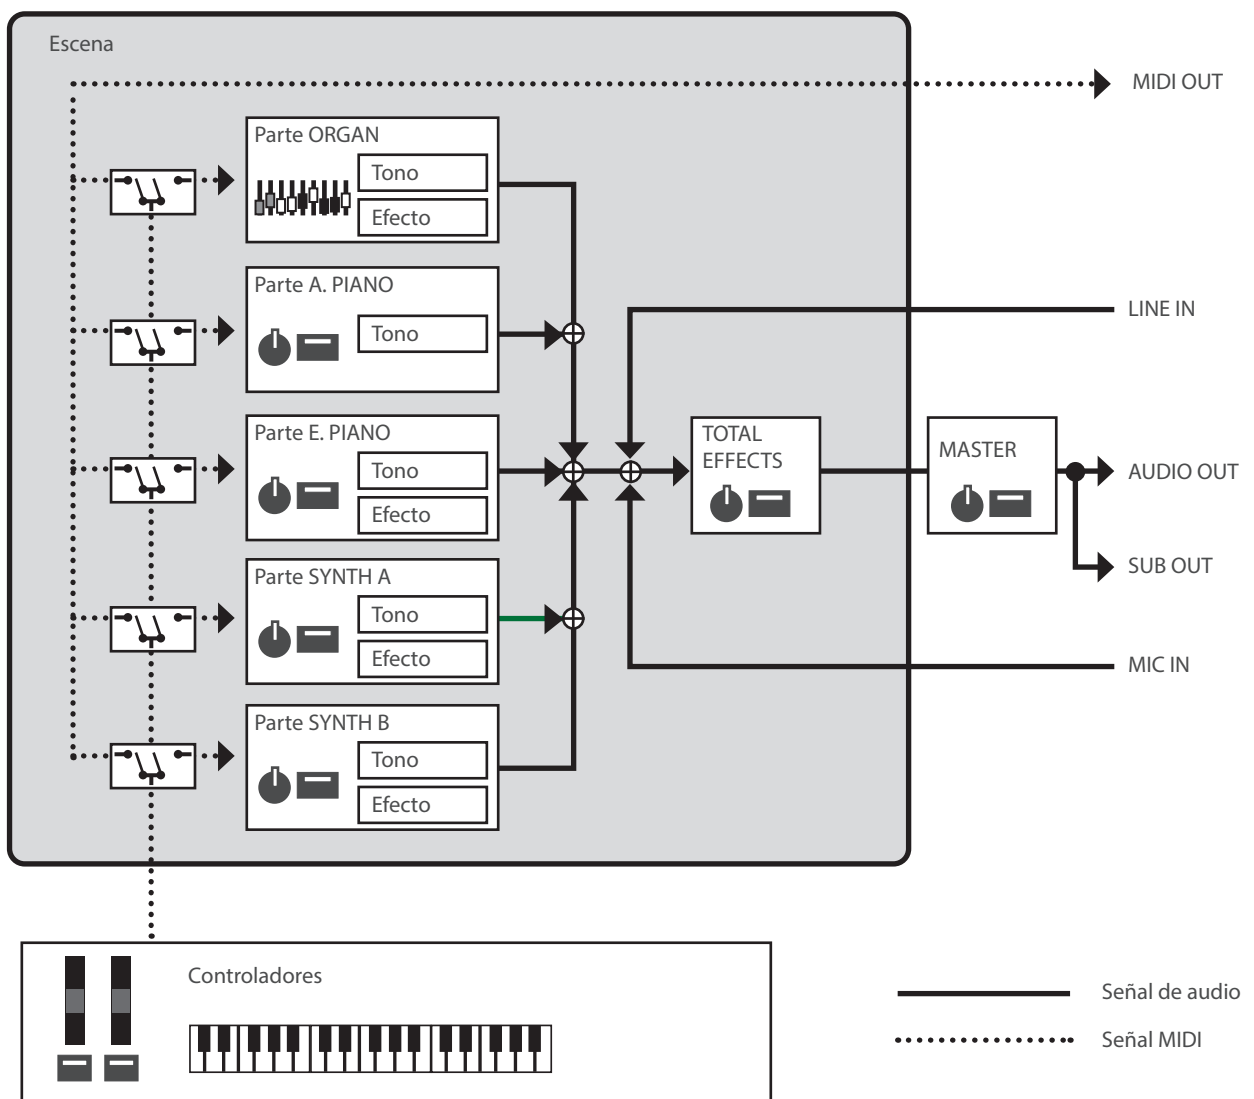 Escena
MIDI OUT
Parte ORGAN
Tono
Efecto
Parte A. PIANO
Tono
LINE IN
Parte E. PIANO
Tono
Efecto
TOTAL
EFFECTS
MASTER
AUDIO OUT
SUB OUT
Parte SYNTH A
Tono
Efecto
MIC IN
Parte SYNTH B
Tono
Efecto
Controladores
Señal de audio
Señal MIDI